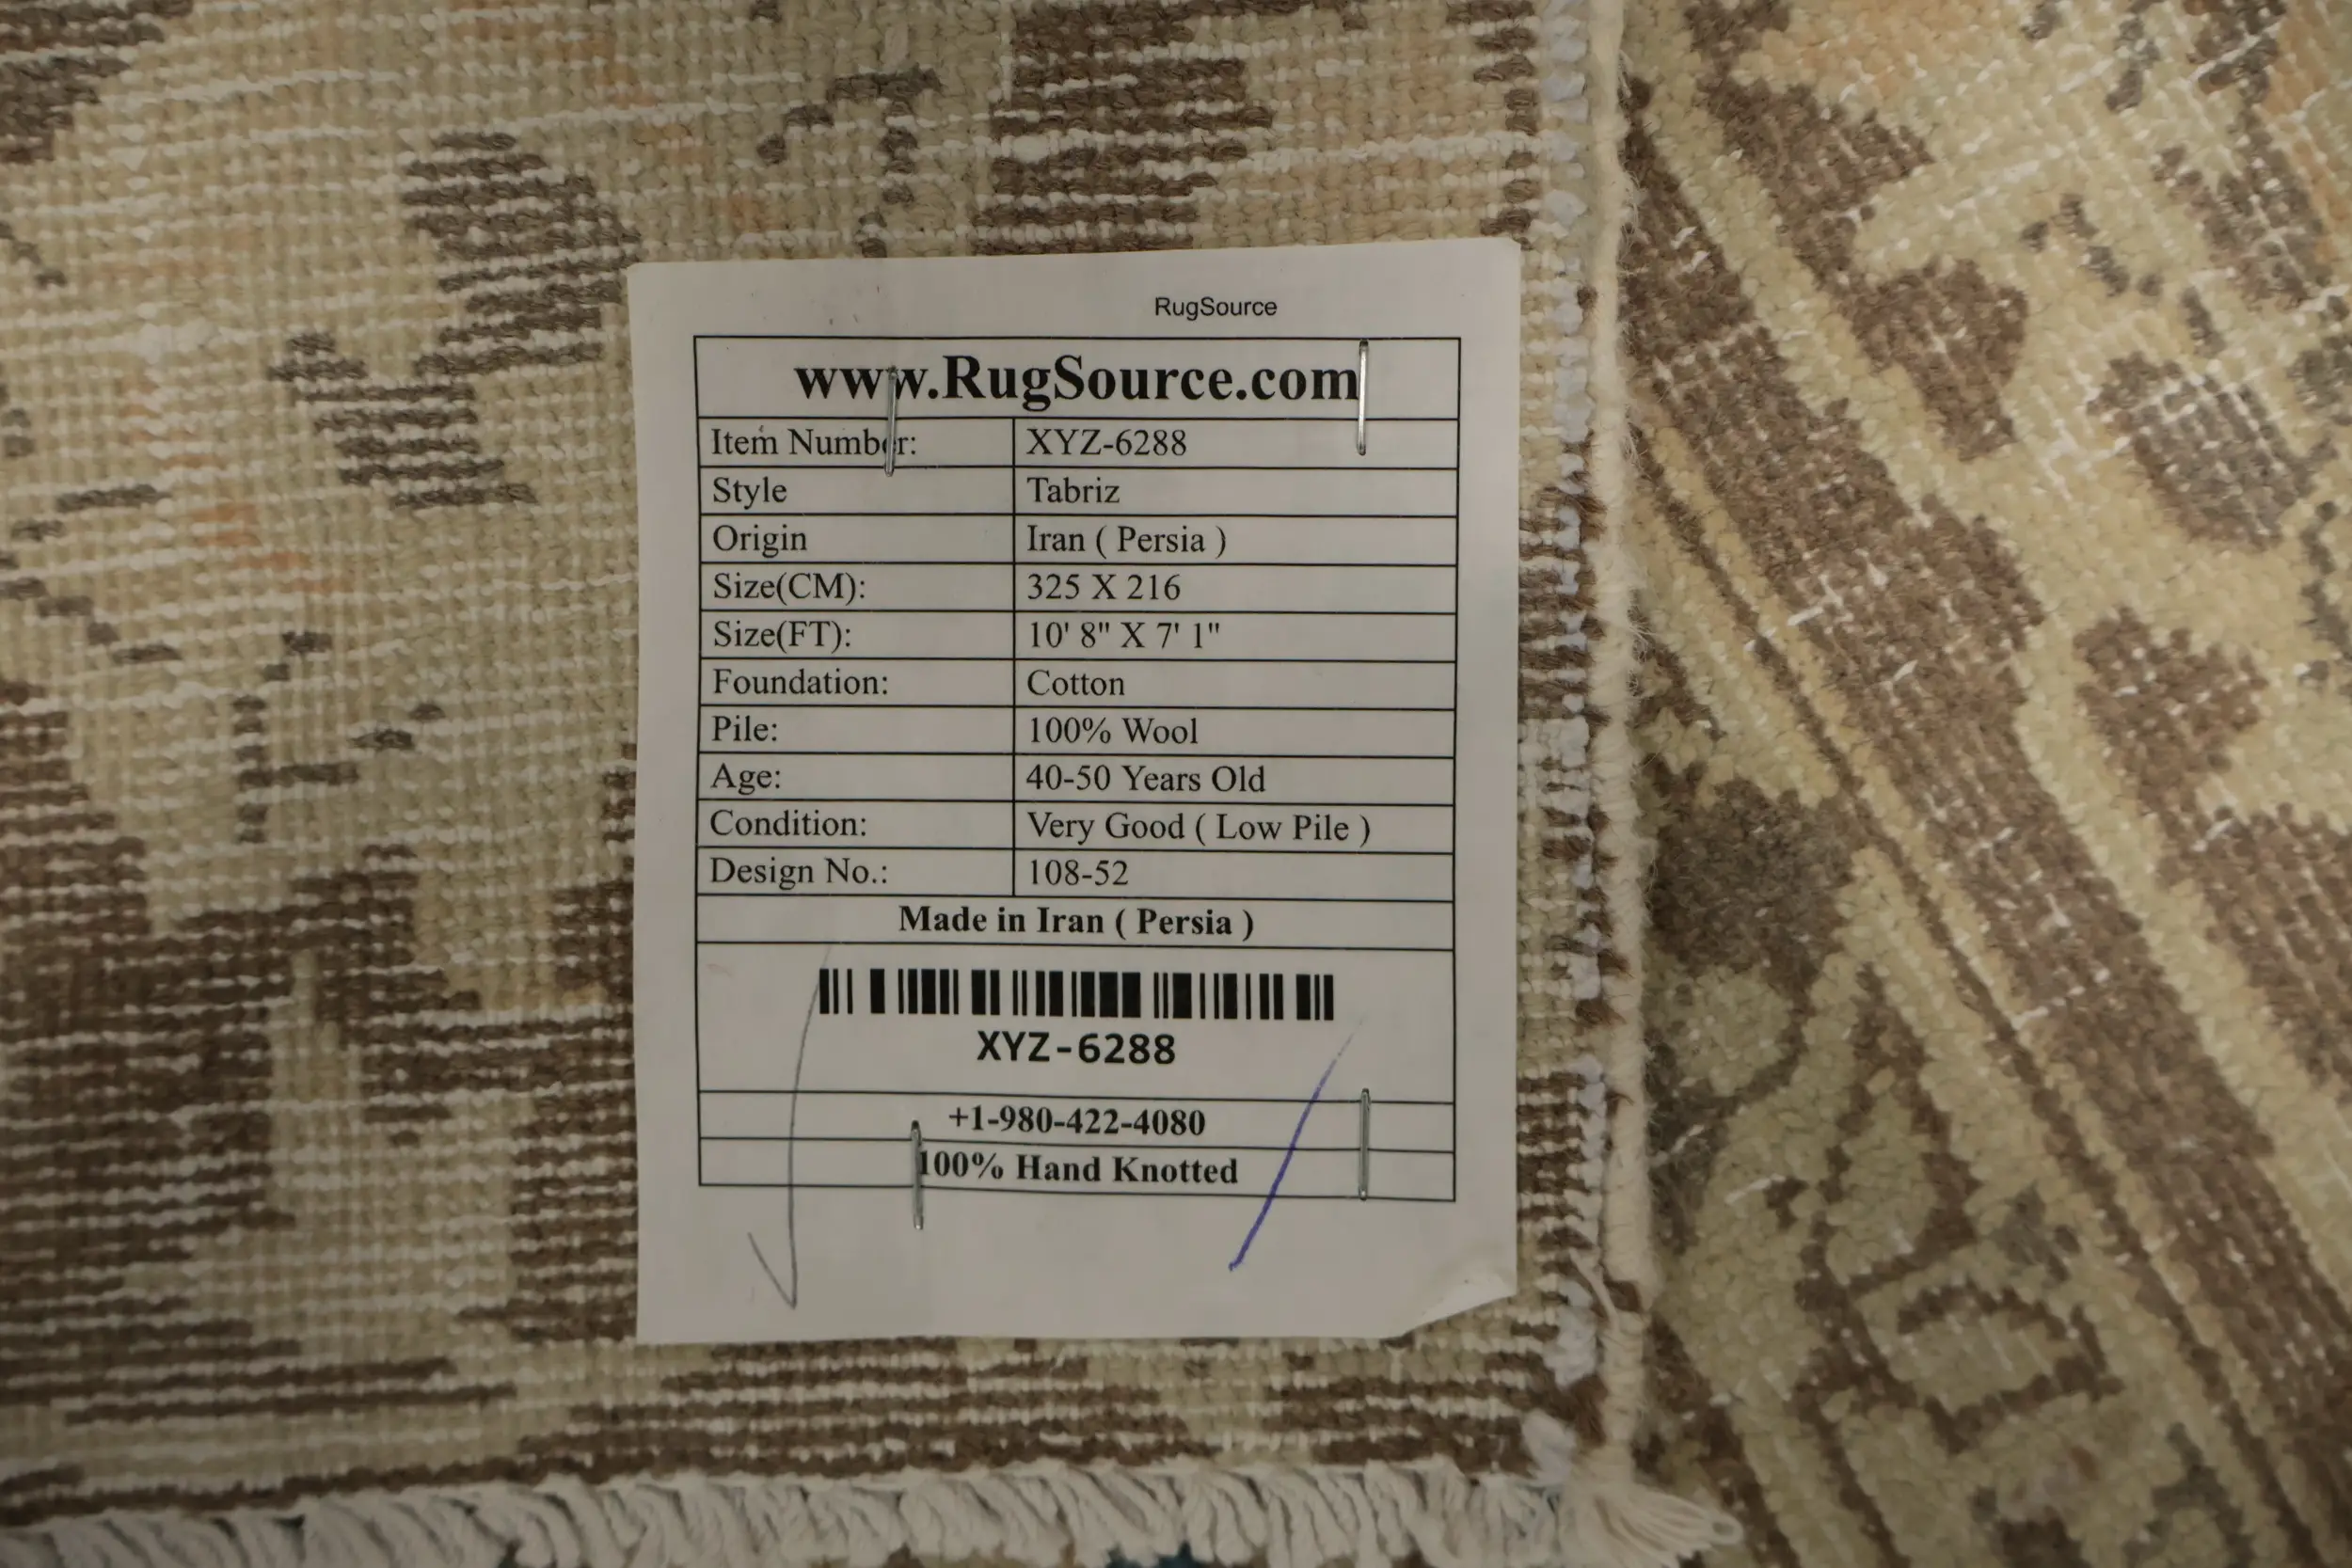 RugSource
www.RugSource.com
Item Number: XYZ-6288
Style Tabriz
Origin Iran ( Persia )
Size(CM): 325 X 216
Size(FT): 10' 8" X 7' 1"
Foundation: Cotton
Pile: 100% Wool
Age: 40-50 Years Old
Condition: Very Good ( Low Pile )
Design No.: 108-52
Made in Iran ( Persia )
XYZ-6288
+1-980-422-4080
100% Hand Knotted